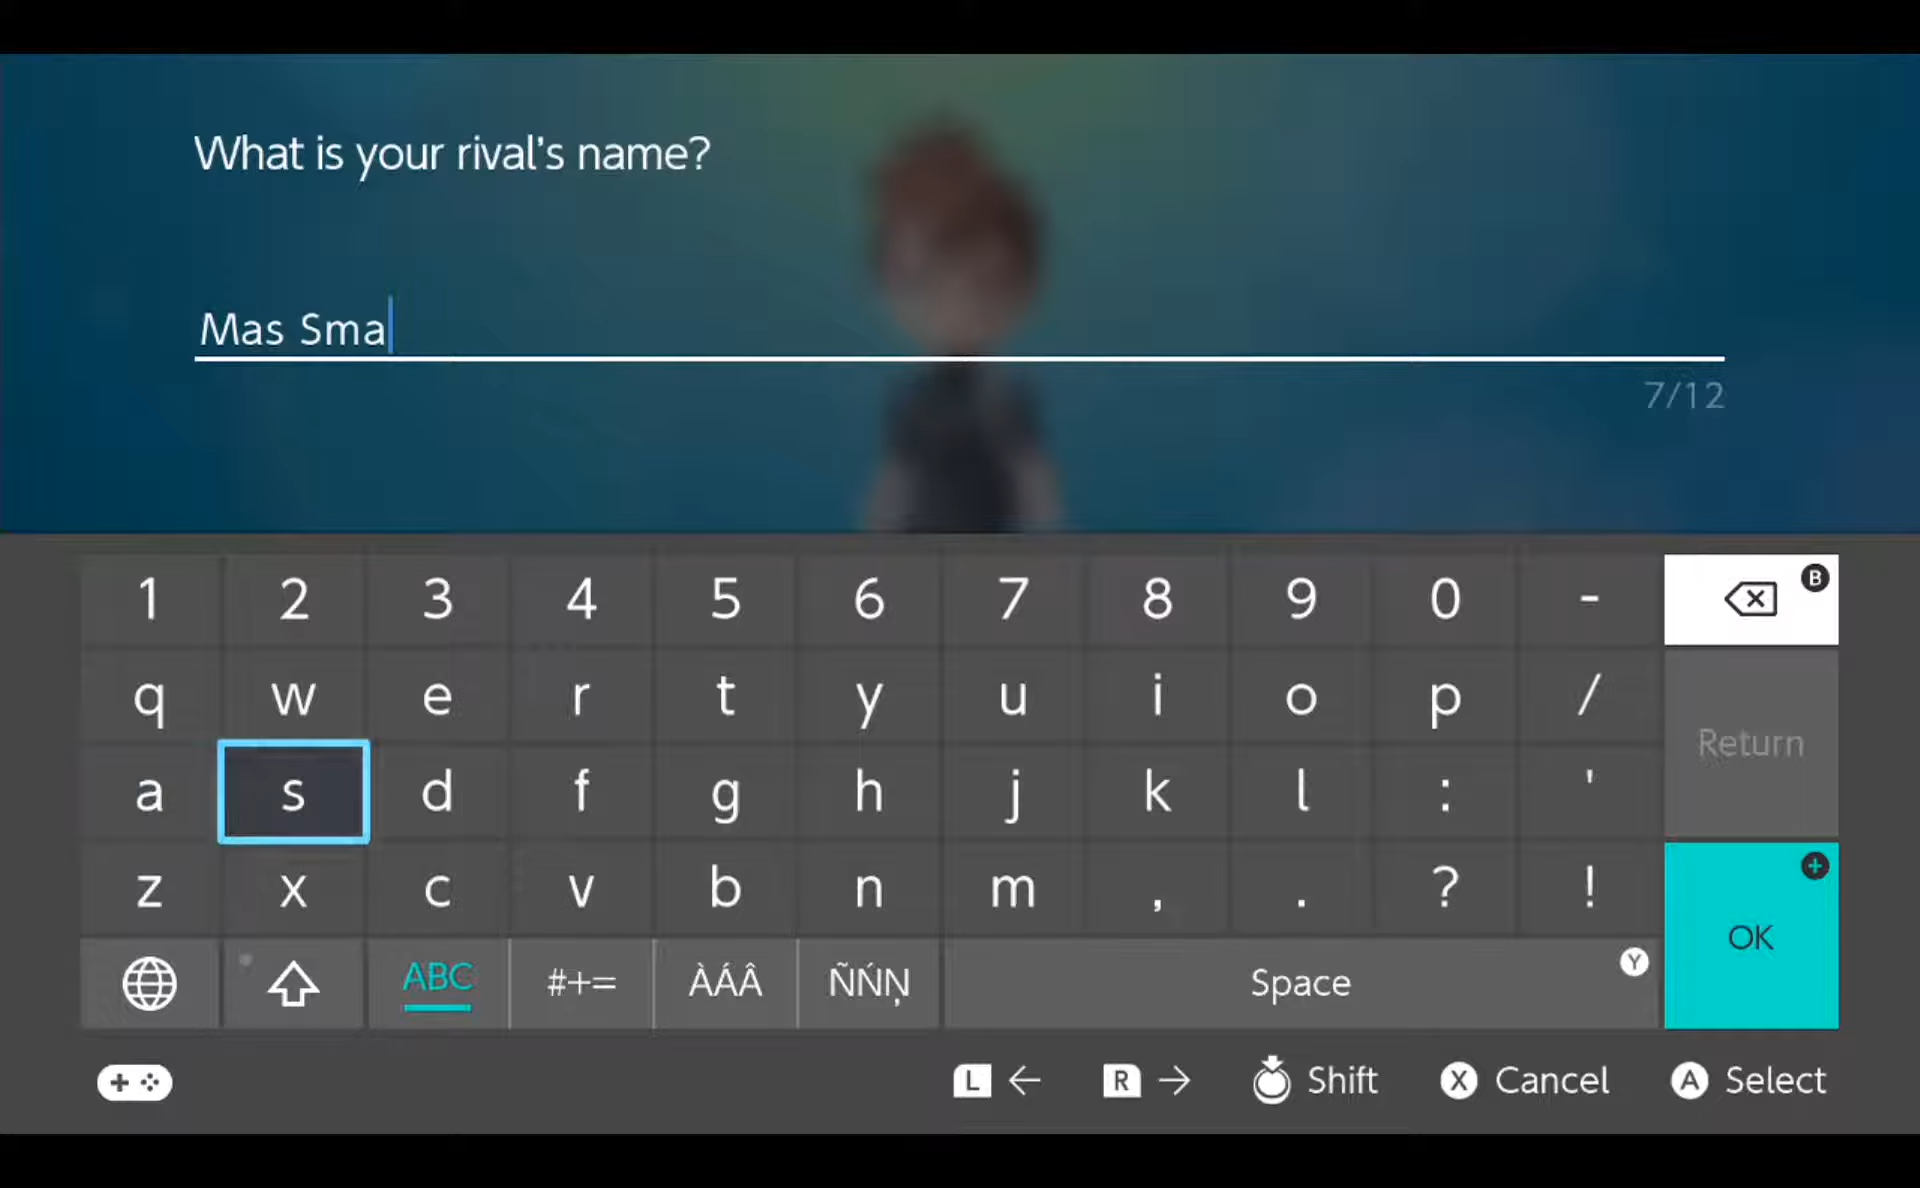 What is your rival's name?
Mas Sma
7/12
1 2 3 4 5 6 7 8 9 0 - B
q w e r t y u i o p /
Return
a s d f g h j k l : '
z x c v b n m , . ? !
OK
ABC #+= ÀÁÂ ÑŃŅ Space Y
L ← R → Shift X Cancel A Select